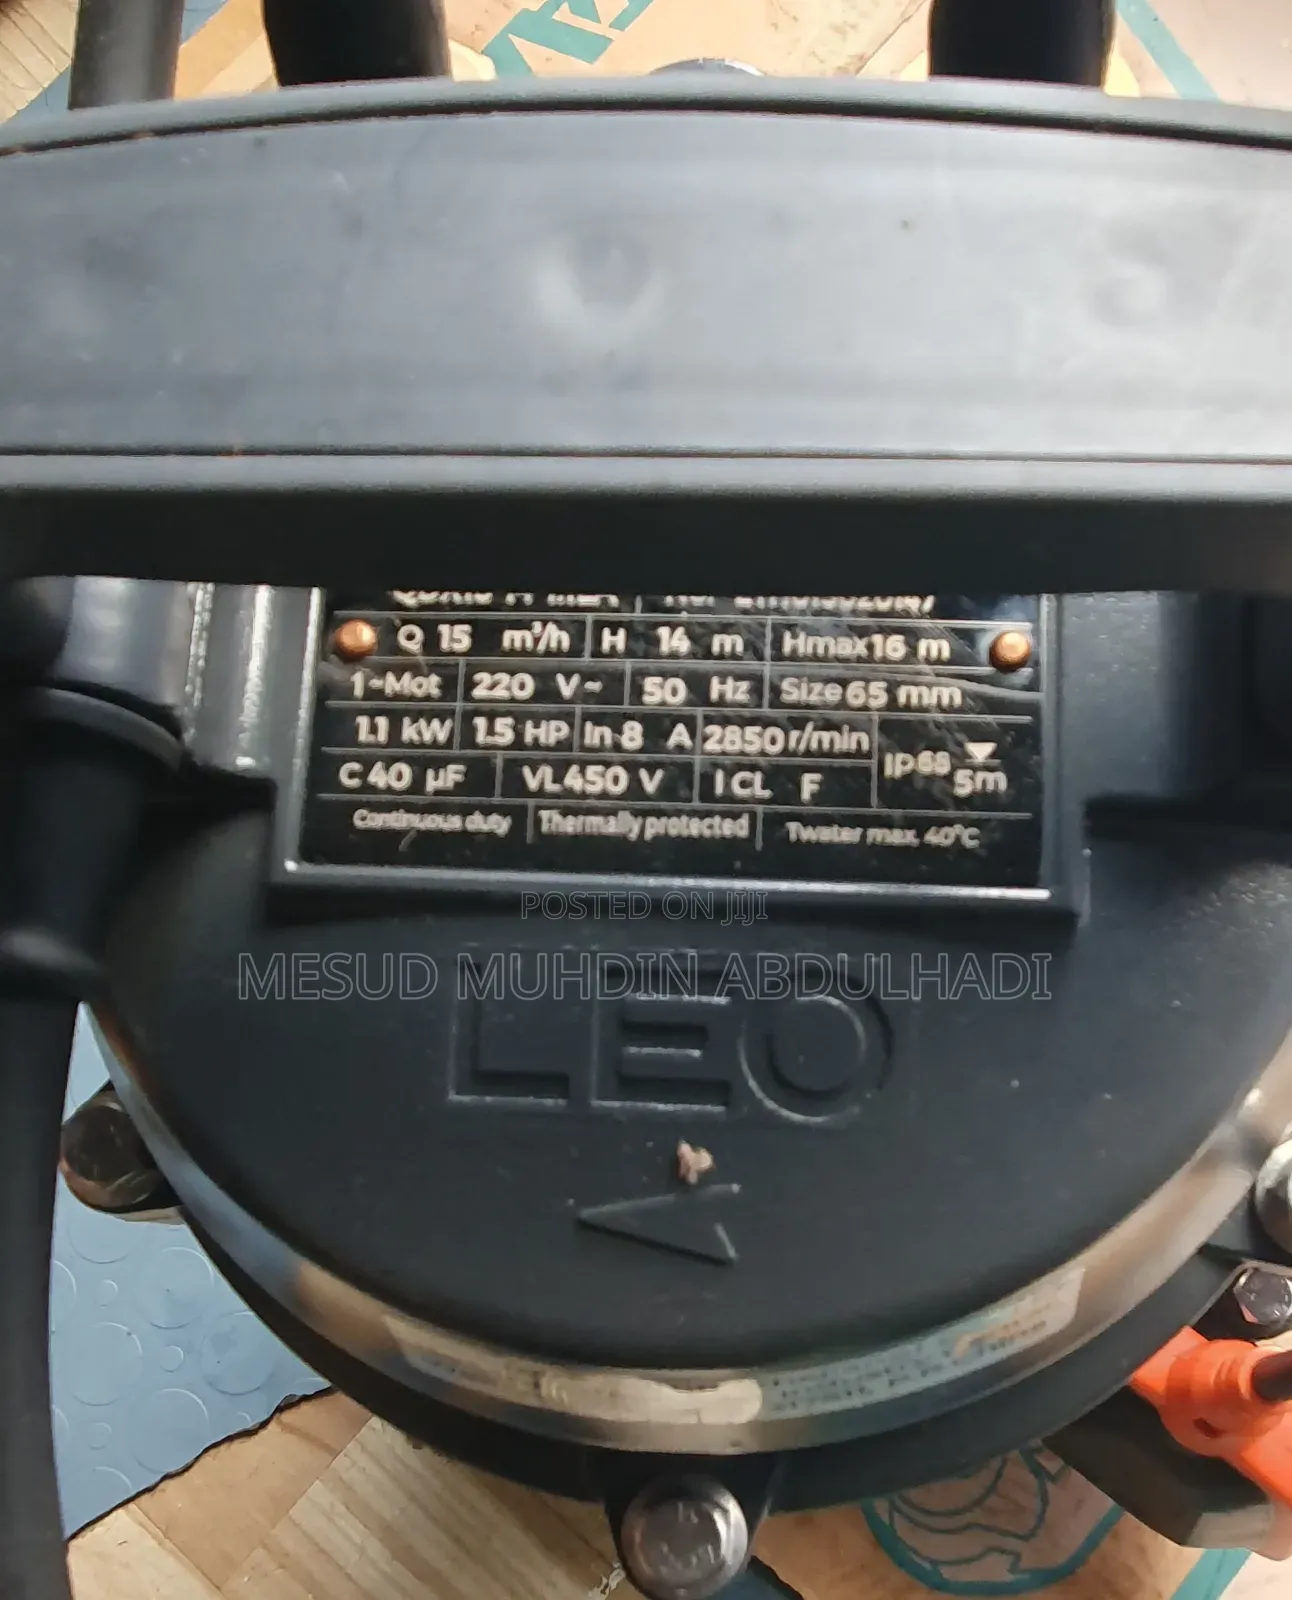 Q 15 m³/h H 14 m Hmax 16 m
1~Mot 220 V~ 50 Hz Size 65 mm
1.1 kW 1.5 HP In 8 A 2850 r/min
IP68 5m
C 40 µF VL 450 V I CL F
Continuous duty Thermally protected Twater max. 40°C
POSTED ON JIJI
MESUD MUHDIN ABDULHADI
LEO